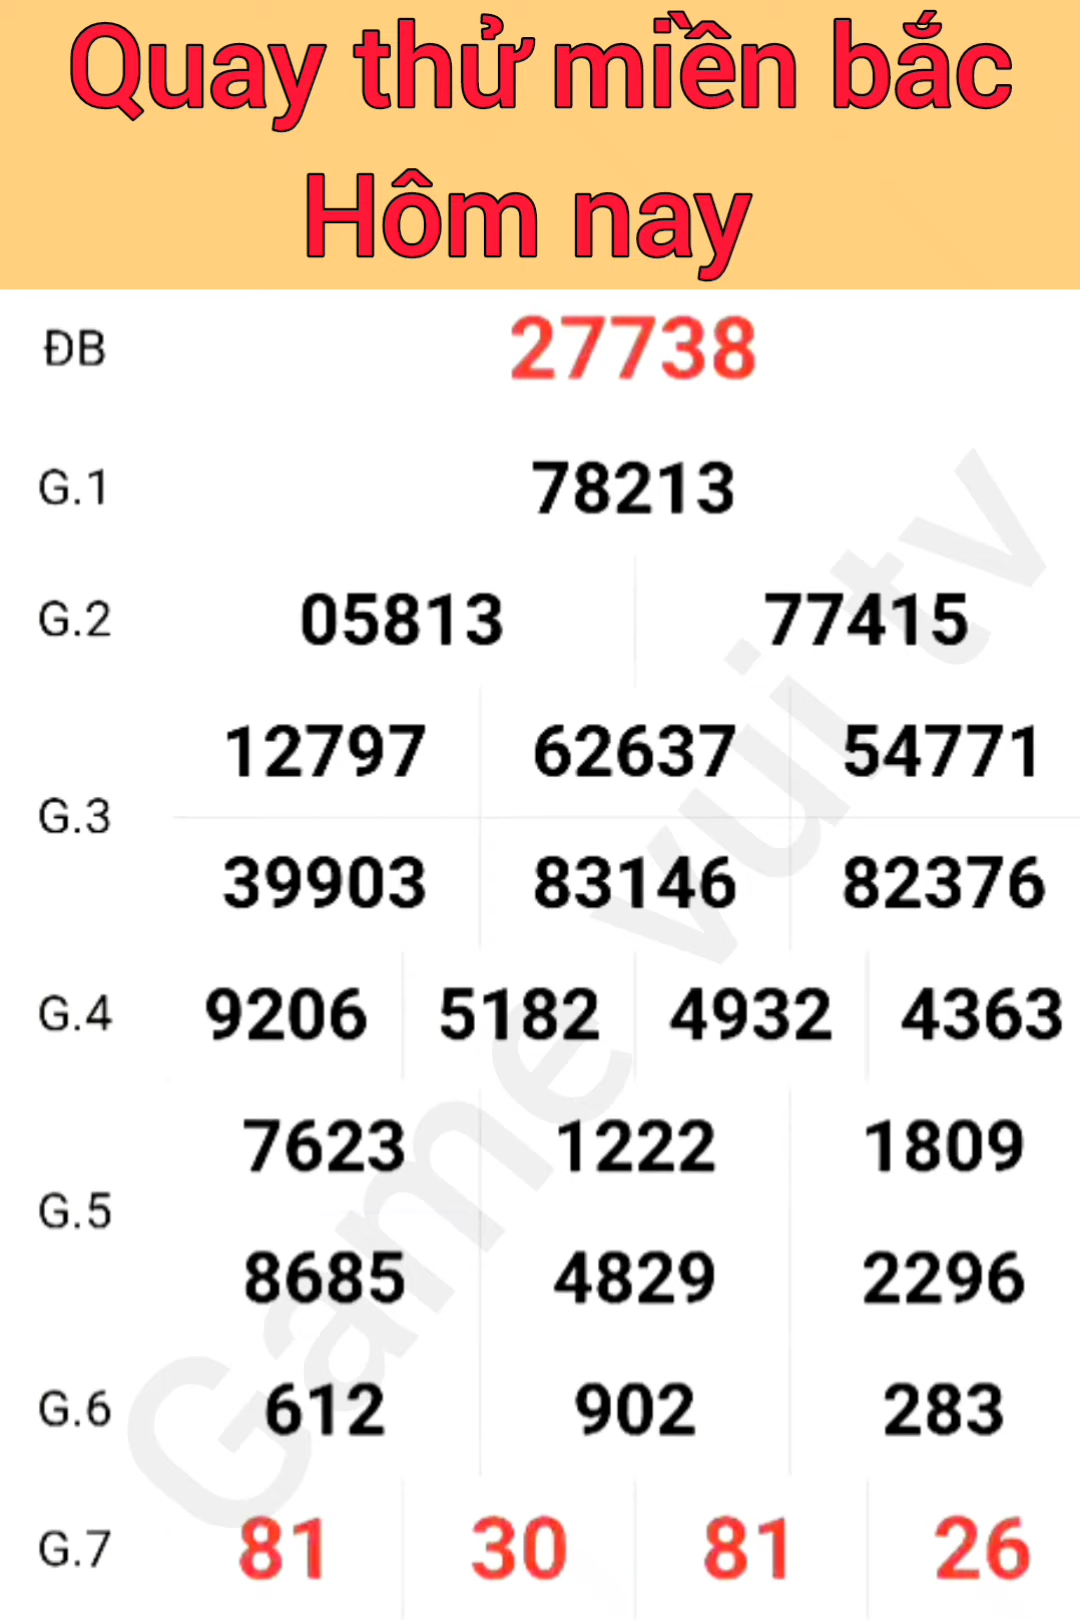 Quay thử miền bắc
Hôm nay
ĐB 27738
G.1 78213
G.2 05813 77415
G.3
12797 62637 54771
39903 83146 82376
G.4 9206 5182 4932 4363
G.5
7623 1222 1809
8685 4829 2296
G.6 612 902 283
G.7 81 30 81 26
Game vui tv